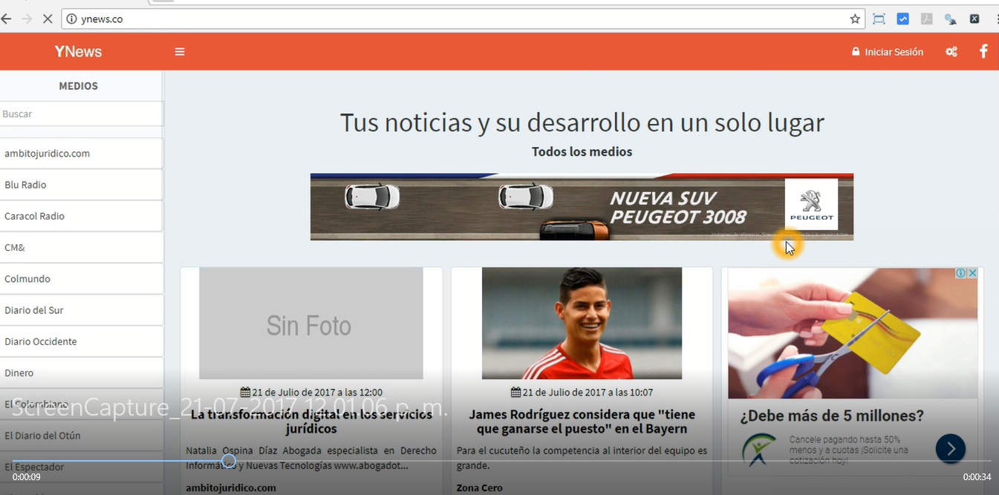 ynews.co
YNews
Iniciar Sesión
MEDIOS
Buscar
ambitojuridico.com
Blu Radio
Caracol Radio
CM&
Colmundo
Diario del Sur
Diario Occidente
Dinero
El Colombiano
El Diario del Otún
El Espectador
Tus noticias y su desarrollo en un solo lugar
Todos los medios
NUEVA SUV
PEUGEOT 3008
PEUGEOT
Sin Foto
21 de Julio de 2017 a las 12:00
La transformación digital en los servicios
jurídicos
Natalia Ospina Díaz Abogada especialista en Derecho
Informático y Nuevas Tecnologías www.abogadot...
ambitojuridico.com
21 de Julio de 2017 a las 10:07
James Rodríguez considera que "tiene
que ganarse el puesto" en el Bayern
Para el cucuteño la competencia al interior del equipo es
grande.
Zona Cero
¿Debe más de 5 millones?
Cancele pagando hasta 50%
menos y a cuotas ¡Solicite una
cotización hoy!
ScreenCapture_21-07-2017 12.01.06 p. m.
0:00:09
0:00:34